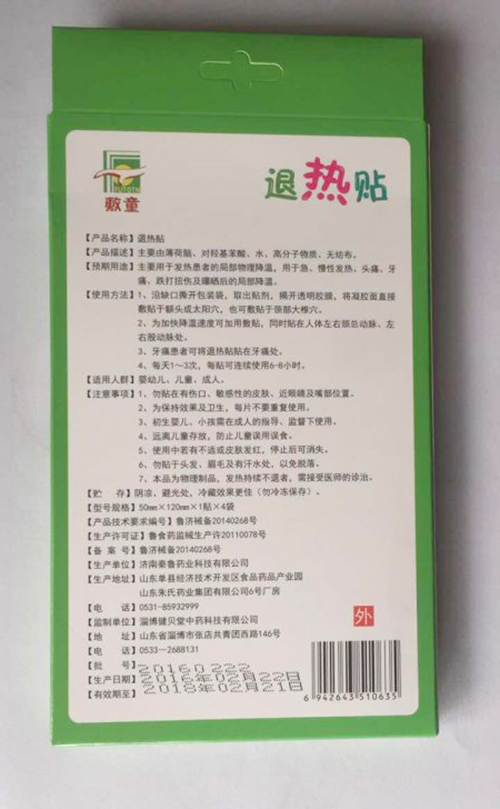 敷童
退热贴
【产品名称】退热贴
【产品描述】主要由薄荷脑、对羟基苯酸、水、高分子物质、无纺布。
【预期用途】主要用于发热患者的局部物理降温，用于急、慢性发热、头痛、牙
痛、跌打扭伤及曝晒后的局部降温。
【使用方法】1、沿缺口撕开包装袋，取出贴剂，揭开透明胶膜，将凝胶面直接
敷贴于额头或太阳穴，也可敷贴于颈部大椎穴。
2、为加快降温速度可加用敷贴，同时贴在人体左右颈总动脉、左
右股动脉处。
3、牙痛患者可将退热贴贴在牙痛处。
4、每天1～3次，每贴可连续使用6-8小时。
【适用人群】婴幼儿、儿童、成人。
【注意事项】1、勿贴在有伤口、敏感性的皮肤、近眼睛及嘴部位置。
2、为保持效果及卫生，每片不要重复使用。
3、初生婴儿、小孩需在成人的指导、监督下使用。
4、远离儿童存放，防止儿童误用误食。
5、使用中若有不适或皮肤发红，停止后可消失。
6、勿贴于头发、眉毛及有汗水处，以免脱落。
7、本品为物理制品，发热持续不退者，需接受医师的诊治。
【贮 存】阴凉、避光处，冷藏效果更佳（勿冷冻保存）。
【型号规格】50mm×120mm×1贴×4袋
【产品技术要求编号】鲁济械备20140268号
【生产许可证】鲁食药监械生产许20110078号
【备 案 号】鲁济械备20140268号
【生产单位】济南秦鲁药业科技有限公司
【生产地址】山东单县经济技术开发区食品药品产业园
山东朱氏药业集团有限公司6号厂房
【电 话】0531-85932999
【监制单位】淄博健贝堂中药科技有限公司
【地 址】山东省淄博市张店共青团西路146号
【电 话】0533-2688131
【批 号】20160222
【生产日期】2016年02月22日
【有效期至】2018年02月21日
外
6 942643 510635